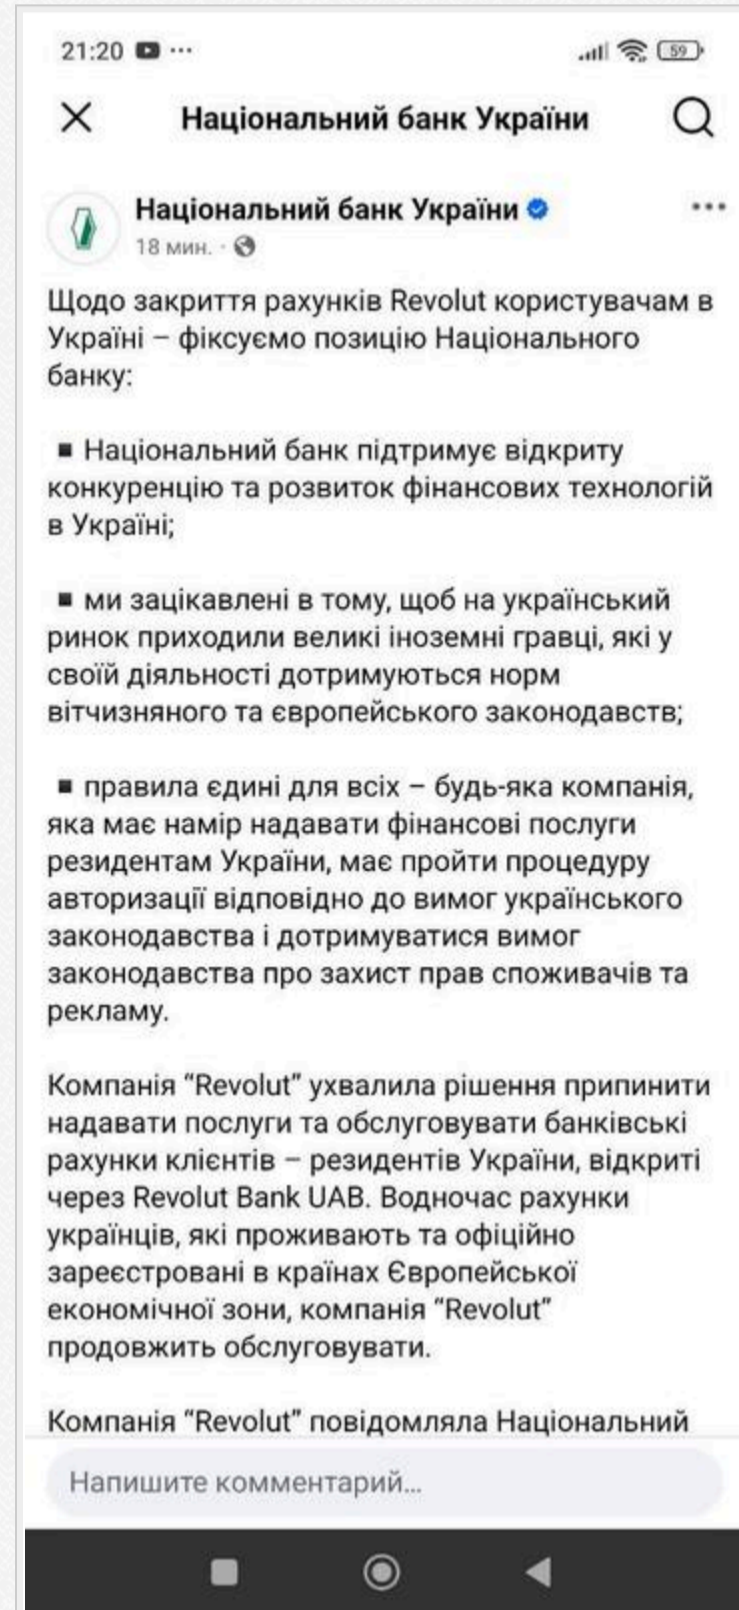 21:20
59
Національний банк України
Національний банк України
18 мин.
Щодо закриття рахунків Revolut користувачам в
Україні – фіксуємо позицію Національного
банку:
▪ Національний банк підтримує відкриту
конкуренцію та розвиток фінансових технологій
в Україні;
▪ ми зацікавлені в тому, щоб на український
ринок приходили великі іноземні гравці, які у
своїй діяльності дотримуються норм
вітчизняного та європейського законодавств;
▪ правила єдині для всіх – будь-яка компанія,
яка має намір надавати фінансові послуги
резидентам України, має пройти процедуру
авторизації відповідно до вимог українського
законодавства і дотримуватися вимог
законодавства про захист прав споживачів та
рекламу.
Компанія “Revolut” ухвалила рішення припинити
надавати послуги та обслуговувати банківські
рахунки клієнтів – резидентів України, відкриті
через Revolut Bank UAB. Водночас рахунки
українців, які проживають та офіційно
зареєстровані в країнах Європейської
економічної зони, компанія “Revolut”
продовжить обслуговувати.
Компанія “Revolut” повідомляла Національний
Напишите комментарий...